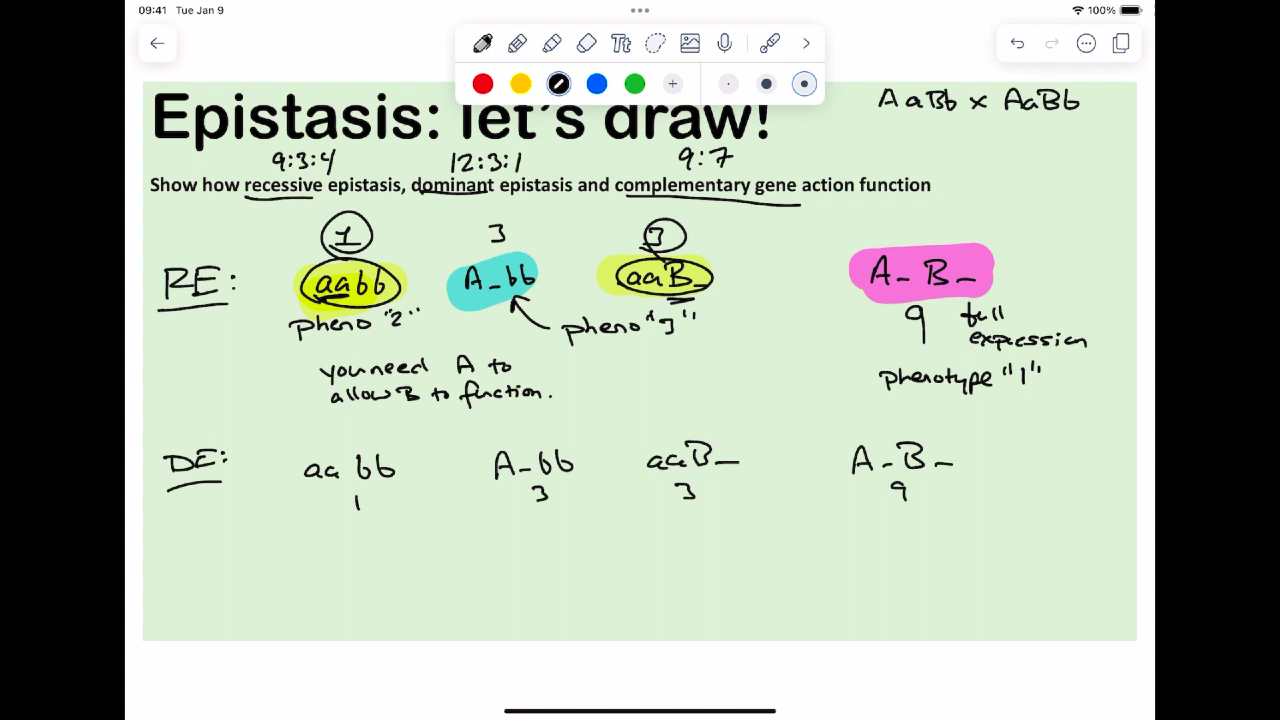 09:41 Tue Jan 9
100%
Tt
AaBb x AaBb
Epistasis: let's draw!
9:3:4 12:3:1 9:7
Show how recessive epistasis, dominant epistasis and complementary gene action function
1 3 3
RE: aabb A_bb aaB_ A_ B_
pheno "2" pheno "3" 9 full
expression
you need A to
allow B to function.
phenotype "1"
DE: aa bb A_bb aaB_ A_B_
1 3 3 9